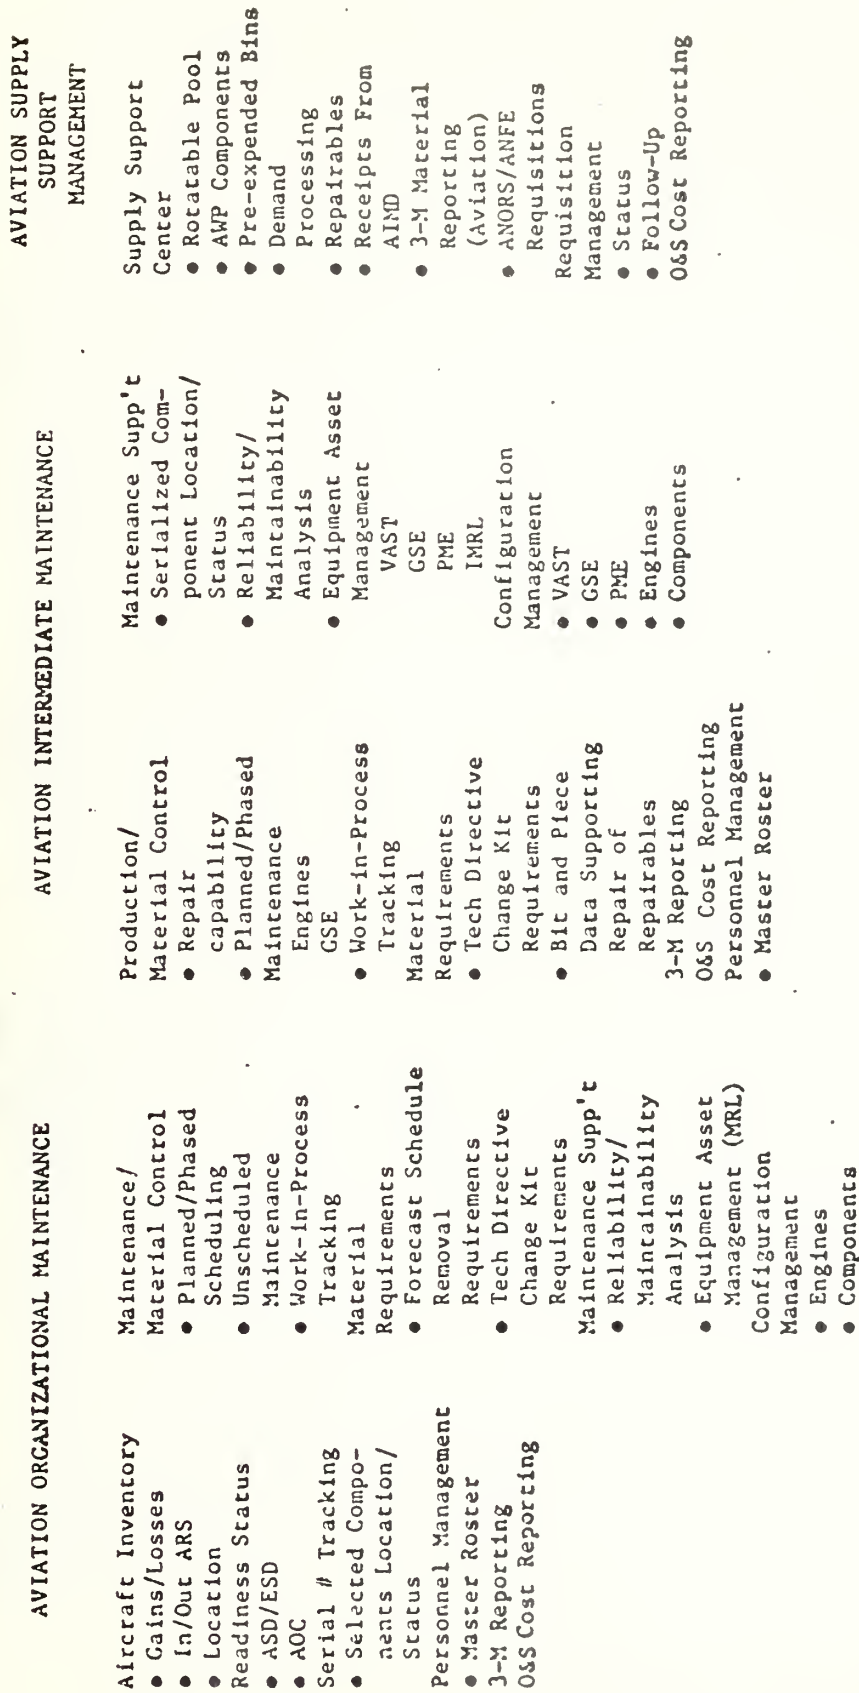 AVIATION ORGANIZATIONAL MAINTENANCE
Aircraft Inventory
● Gains/Losses
● In/Out ARS
● Location
Readiness Status
● ASD/ESD
● AOC
Serial # Tracking
● Selected Compo-
nents Location/
Status
Personnel Management
● Master Roster
3-M Reporting
O&S Cost Reporting
Maintenance/
Material Control
● Planned/Phased
Scheduling
● Unscheduled
Maintenance
● Work-in-Process
Tracking
Material
Requirements
● Forecast Schedule
Removal
Requirements
● Tech Directive
Change Kit
Requirements
Maintenance Supp't
● Reliability/
Maintainability
Analysis
● Equipment Asset
Management (MRL)
Configuration
Management
● Engines
● Components
AVIATION INTERMEDIATE MAINTENANCE
Production/
Material Control
● Repair
capability
● Planned/Phased
Maintenance
Engines
GSE
● Work-in-Process
Tracking
Material
Requirements
● Tech Directive
Change Kit
Requirements
● Bit and Piece
Data Supporting
Repair of
Repairables
3-M Reporting
O&S Cost Reporting
Personnel Management
● Master Roster
Maintenance Supp't
● Serialized Com-
ponent Location/
Status
● Reliability/
Maintainability
Analysis
● Equipment Asset
Management
VAST
GSE
PME
IMRL
Configuration
Management
● VAST
● GSE
● PME
● Engines
● Components
AVIATION SUPPLY
SUPPORT
MANAGEMENT
Supply Support
Center
● Rotatable Pool
● AWP Components
● Pre-expended Bins
● Demand
Processing
● Repairables
● Receipts From
AIMD
● 3-M Material
Reporting
(Aviation)
● ANORS/ANFE
Requisitions
Requisition
Management
● Status
● Follow-Up
O&S Cost Reporting